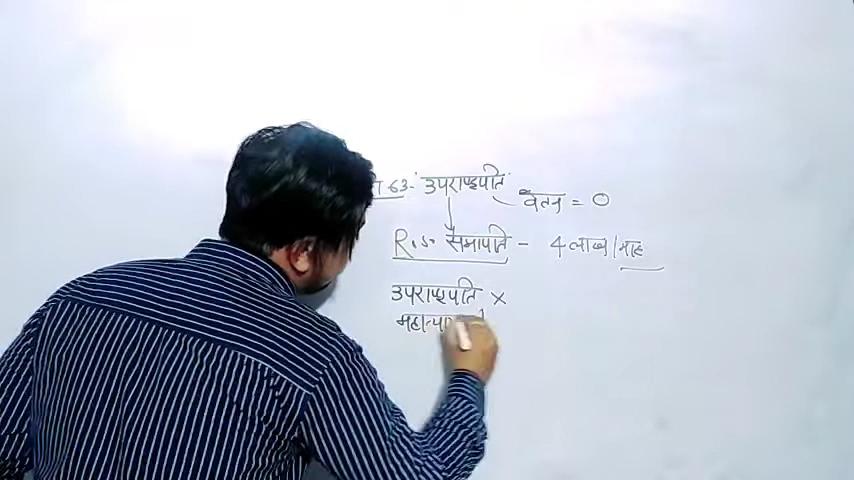 63- उपराष्ट्रपति
वेतन = 0
R.S. सभापति - 4 लाख/माह
उपराष्ट्रपति ×